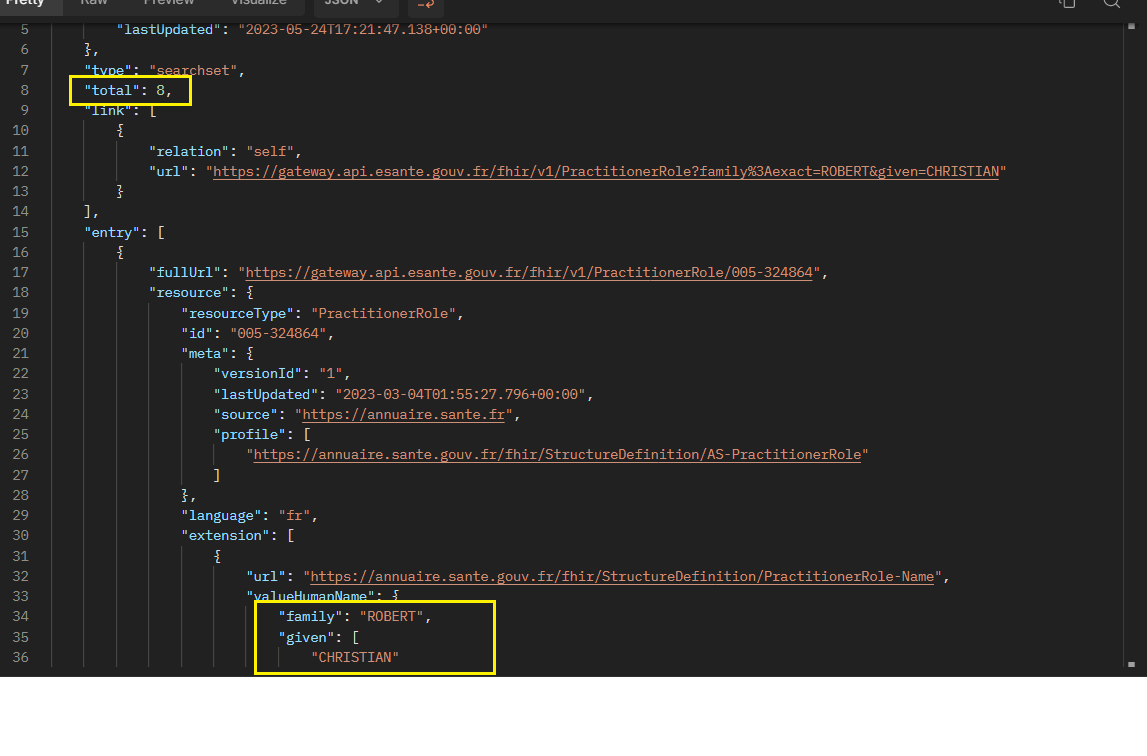 Pretty Raw Preview Visualize JSON
5 "lastUpdated": "2023-05-24T17:21:47.138+00:00"
6 },
7 "type": "searchset",
8 "total": 8,
9 "link": [
10 {
11 "relation": "self",
12 "url": "https://gateway.api.esante.gouv.fr/fhir/v1/PractitionerRole?family%3Aexact=ROBERT&given=CHRISTIAN"
13 }
14 ],
15 "entry": [
16 {
17 "fullUrl": "https://gateway.api.esante.gouv.fr/fhir/v1/PractitionerRole/005-324864",
18 "resource": {
19 "resourceType": "PractitionerRole",
20 "id": "005-324864",
21 "meta": {
22 "versionId": "1",
23 "lastUpdated": "2023-03-04T01:55:27.796+00:00",
24 "source": "https://annuaire.sante.fr",
25 "profile": [
26 "https://annuaire.sante.gouv.fr/fhir/StructureDefinition/AS-PractitionerRole"
27 ]
28 },
29 "language": "fr",
30 "extension": [
31 {
32 "url": "https://annuaire.sante.gouv.fr/fhir/StructureDefinition/PractitionerRole-Name",
33 "valueHumanName": {
34 "family": "ROBERT",
35 "given": [
36 "CHRISTIAN"